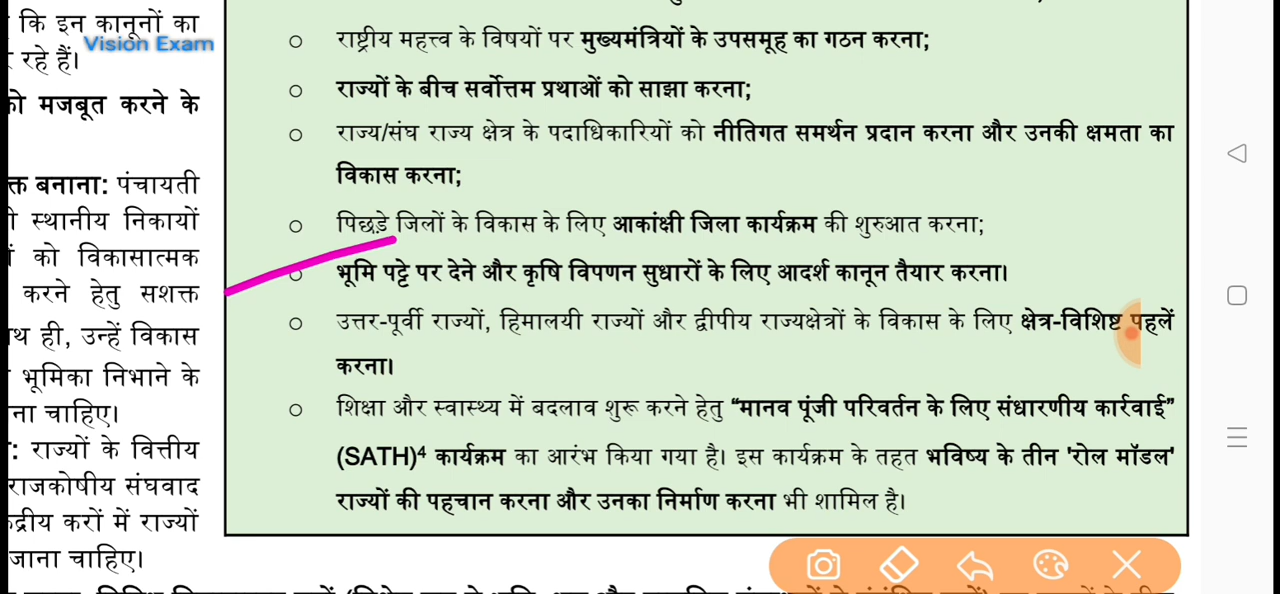 कि इन कानूनों का
Vision Exam
रहे हैं।
मजबूत करने के
बनाना: पंचायती
स्थानीय निकायों
को विकासात्मक
करने हेतु सशक्त
ही, उन्हें विकास
भूमिका निभाने के
चाहिए।
राज्यों के वित्तीय
राजकोषीय संघवाद
करों में राज्यों
जाना चाहिए।
○ राष्ट्रीय महत्त्व के विषयों पर मुख्यमंत्रियों के उपसमूह का गठन करना;
○ राज्यों के बीच सर्वोत्तम प्रथाओं को साझा करना;
○ राज्य/संघ राज्य क्षेत्र के पदाधिकारियों को नीतिगत समर्थन प्रदान करना और उनकी क्षमता का
विकास करना;
○ पिछड़े जिलों के विकास के लिए आकांक्षी जिला कार्यक्रम की शुरुआत करना;
○ भूमि पट्टे पर देने और कृषि विपणन सुधारों के लिए आदर्श कानून तैयार करना।
○ उत्तर-पूर्वी राज्यों, हिमालयी राज्यों और द्वीपीय राज्यक्षेत्रों के विकास के लिए क्षेत्र-विशिष्ट पहलें
करना।
○ शिक्षा और स्वास्थ्य में बदलाव शुरू करने हेतु “मानव पूंजी परिवर्तन के लिए संधारणीय कार्रवाई”
(SATH)⁴ कार्यक्रम का आरंभ किया गया है। इस कार्यक्रम के तहत भविष्य के तीन 'रोल मॉडल'
राज्यों की पहचान करना और उनका निर्माण करना भी शामिल है।